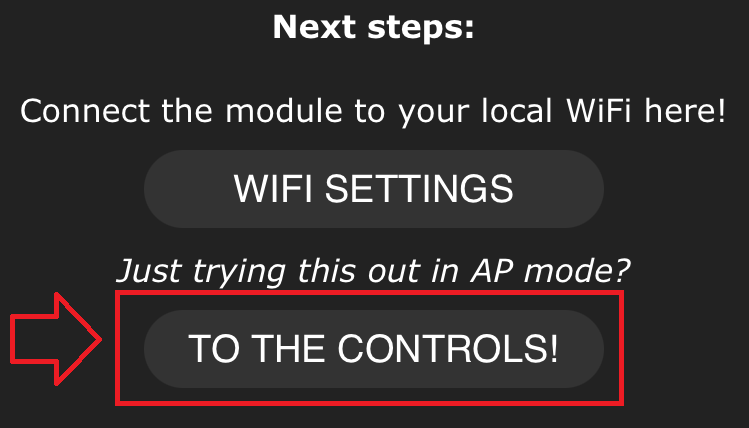 Next steps:
Connect the module to your local WiFi here!
WIFI SETTINGS
Just trying this out in AP mode?
TO THE CONTROLS!